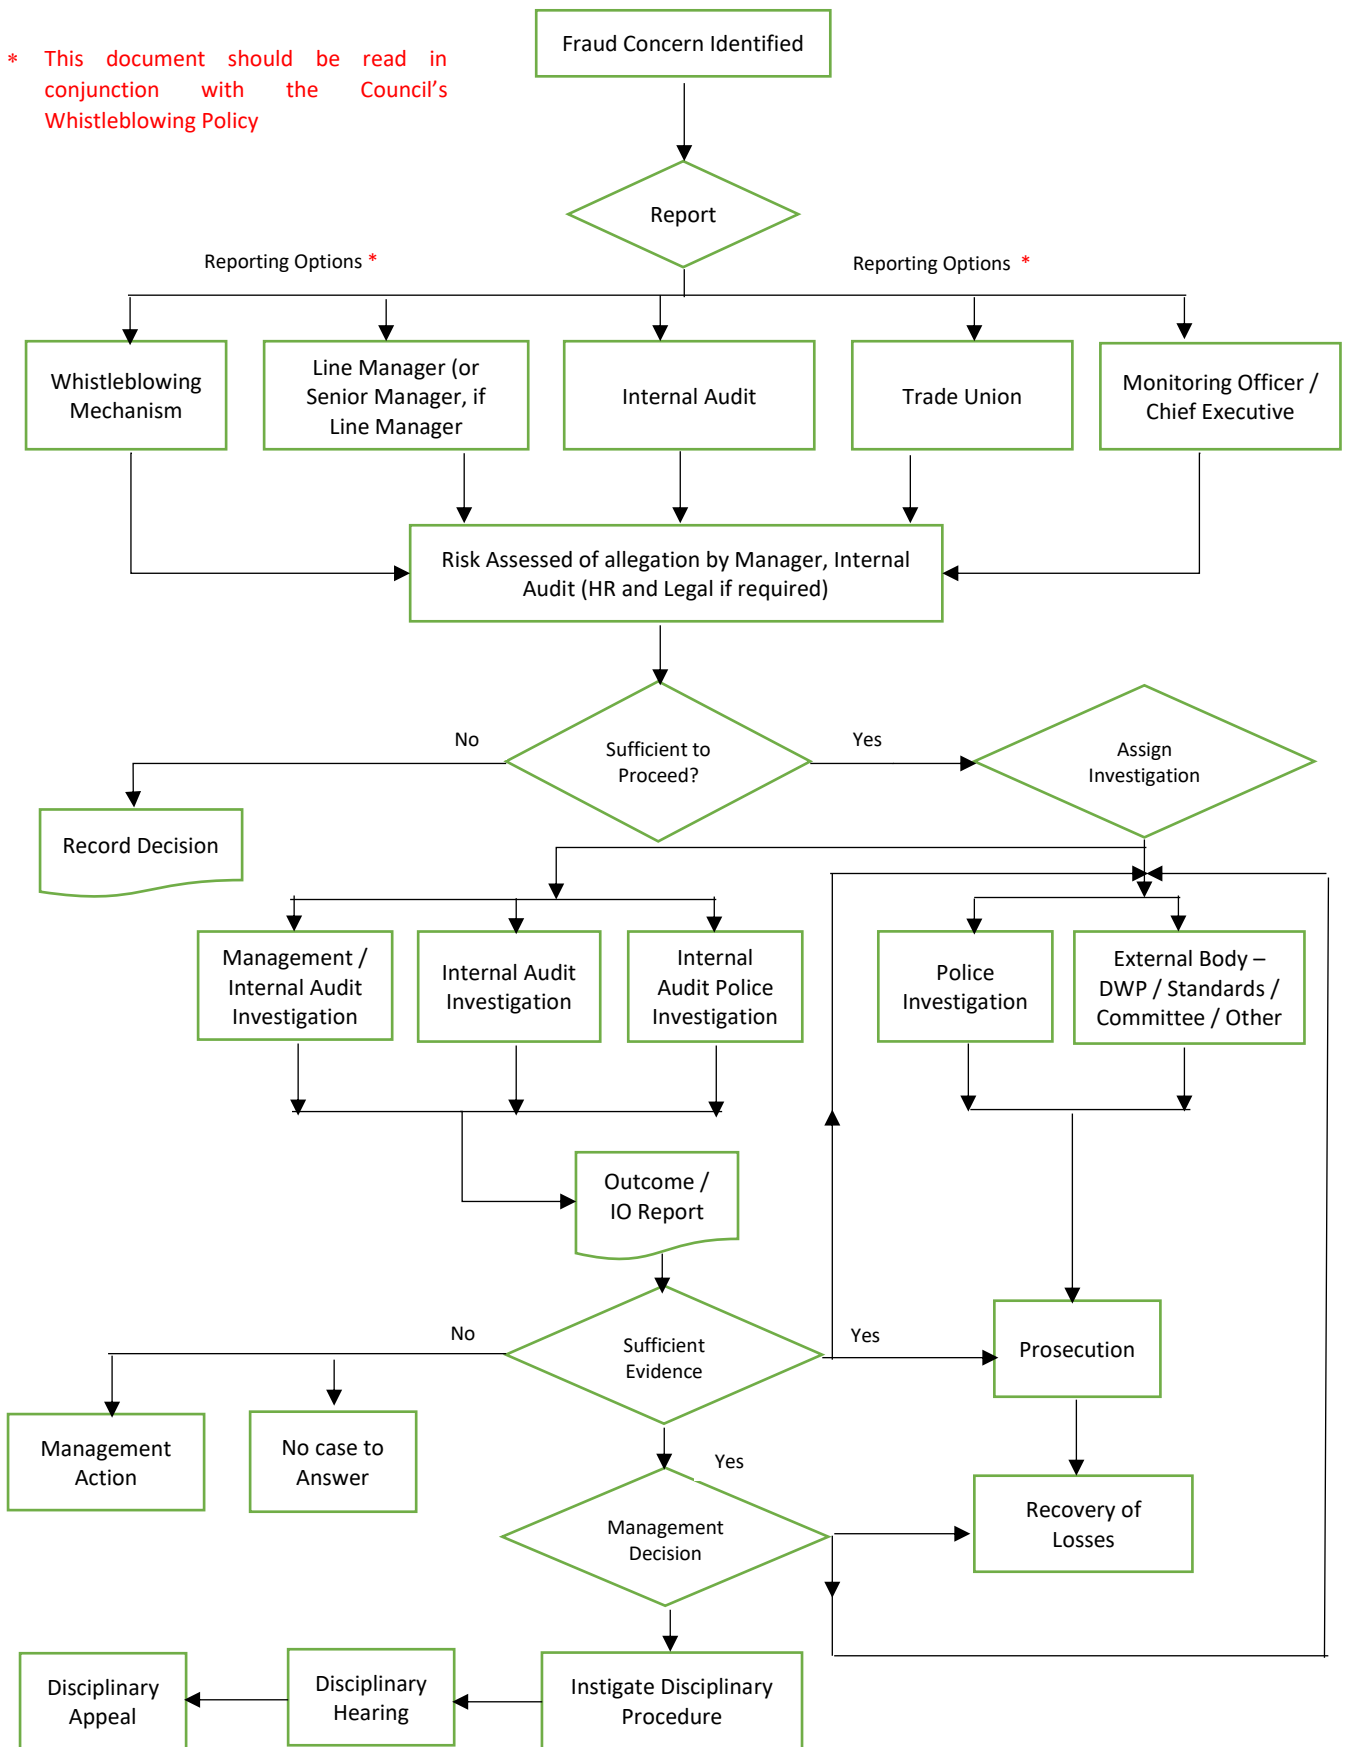 Fraud Concern Identified
* This document should be read in
conjunction with the Council's
Whistleblowing Policy
Report
Reporting Options *
Reporting Options *
Whistleblowing
Mechanism
Line Manager (or
Senior Manager, if
Line Manager
Internal Audit
Trade Union
Monitoring Officer /
Chief Executive
Risk Assessed of allegation by Manager, Internal
Audit (HR and Legal if required)
No
Sufficient to
Proceed?
Yes
Assign
Investigation
Record Decision
Management /
Internal Audit
Investigation
Internal Audit
Investigation
Internal
Audit Police
Investigation
Police
Investigation
External Body –
DWP / Standards /
Committee / Other
Outcome /
IO Report
No
Sufficient
Evidence
Yes
Prosecution
Management
Action
No case to
Answer
Yes
Management
Decision
Recovery of
Losses
Disciplinary
Appeal
Disciplinary
Hearing
Instigate Disciplinary
Procedure